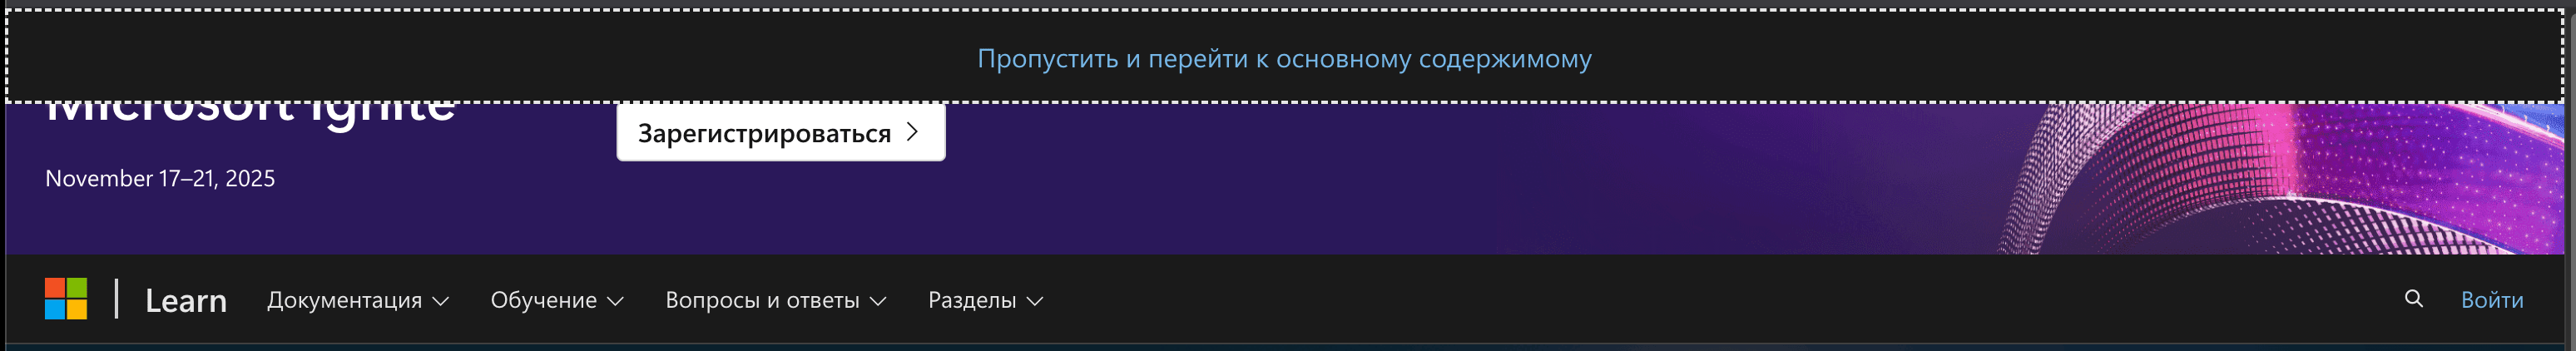 Пропустить и перейти к основному содержимому
Microsoft Ignite
Зарегистрироваться
November 17–21, 2025
Learn Документация Обучение Вопросы и ответы Разделы Войти